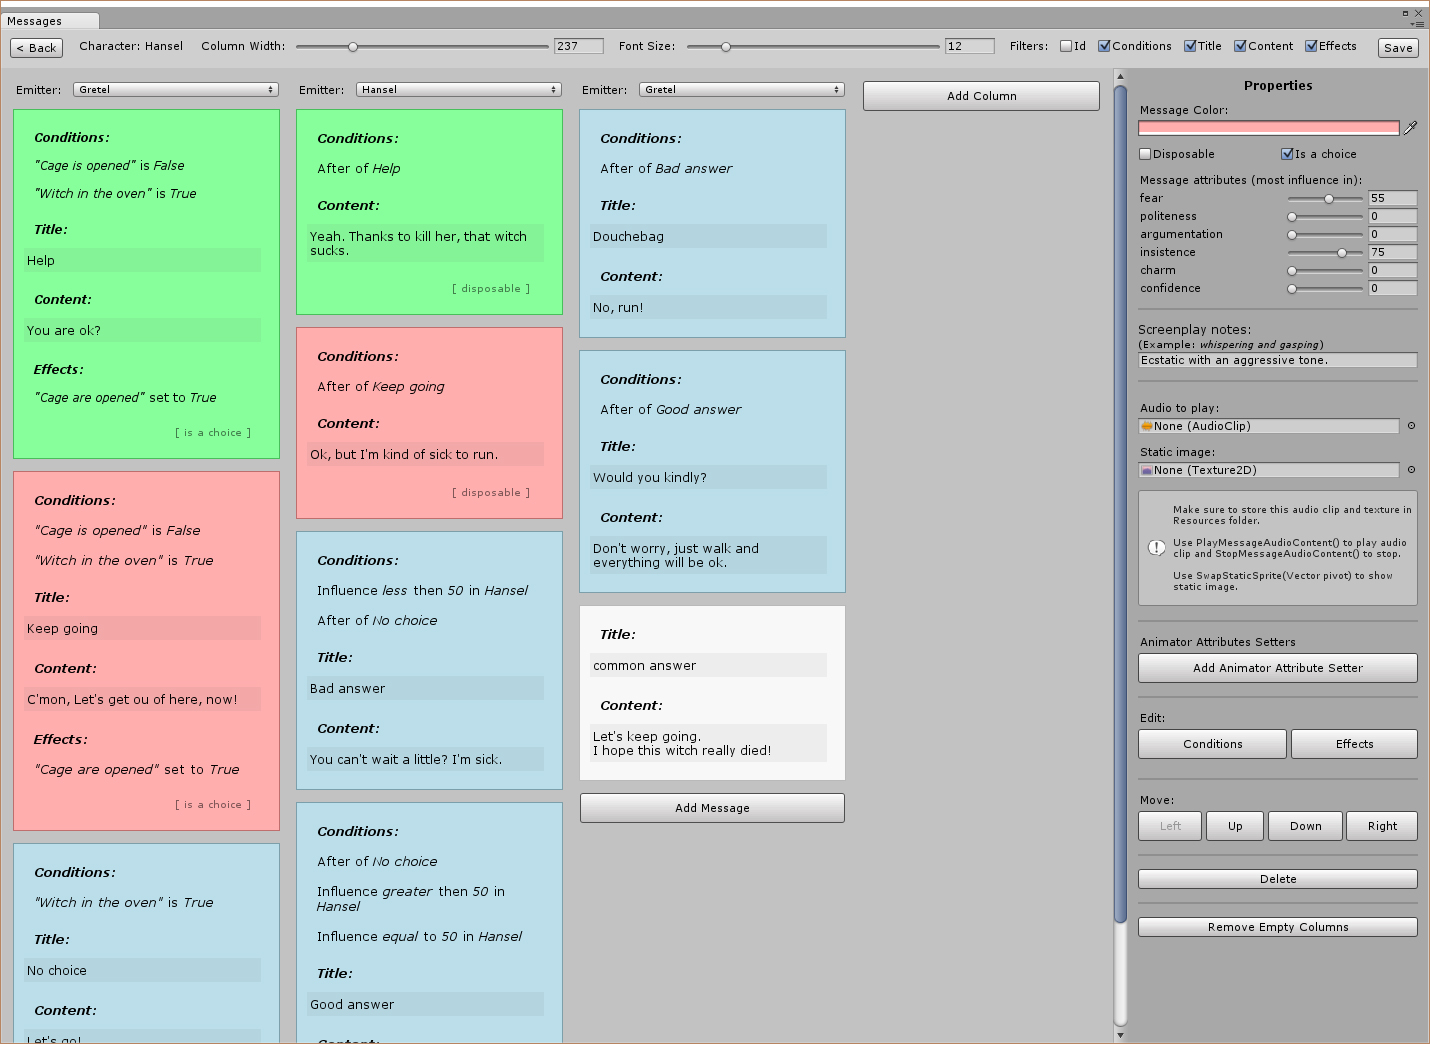 Messages
< Back
Character: Hansel
Column Width:
237
Font Size:
12
Filters:
Id
Conditions
Title
Content
Effects
Save
Emitter:
Gretel
Conditions:
"Cage is opened" is False
"Witch in the oven" is True
Title:
Help
Content:
You are ok?
Effects:
"Cage are opened" set to True
[ is a choice ]
Conditions:
"Cage is opened" is False
"Witch in the oven" is True
Title:
Keep going
Content:
C'mon, Let's get ou of here, now!
Effects:
"Cage are opened" set to True
[ is a choice ]
Conditions:
"Witch in the oven" is True
Title:
No choice
Content:
Let's go!
Emitter:
Hansel
Conditions:
After of Help
Content:
Yeah. Thanks to kill her, that witch
sucks.
[ disposable ]
Conditions:
After of Keep going
Content:
Ok, but I'm kind of sick to run.
[ disposable ]
Conditions:
Influence less then 50 in Hansel
After of No choice
Title:
Bad answer
Content:
You can't wait a little? I'm sick.
Conditions:
After of No choice
Influence greater then 50 in
Hansel
Influence equal to 50 in Hansel
Title:
Good answer
Content:
Emitter:
Gretel
Conditions:
After of Bad answer
Title:
Douchebag
Content:
No, run!
Conditions:
After of Good answer
Title:
Would you kindly?
Content:
Don't worry, just walk and
everything will be ok.
Title:
common answer
Content:
Let's keep going.
I hope this witch really died!
Add Message
Add Column
Properties
Message Color:
Disposable
Is a choice
Message attributes (most influence in):
fear 55
politeness 0
argumentation 0
insistence 75
charm 0
confidence 0
Screenplay notes:
(Example: whispering and gasping)
Ecstatic with an aggressive tone.
Audio to play:
None (AudioClip)
Static image:
None (Texture2D)
Make sure to store this audio clip and texture in
Resources folder.
Use PlayMessageAudioContent() to play audio
clip and StopMessageAudioContent() to stop.
Use SwapStaticSprite(Vector pivot) to show
static image.
Animator Attributes Setters
Add Animator Attribute Setter
Edit:
Conditions
Effects
Move:
Left
Up
Down
Right
Delete
Remove Empty Columns